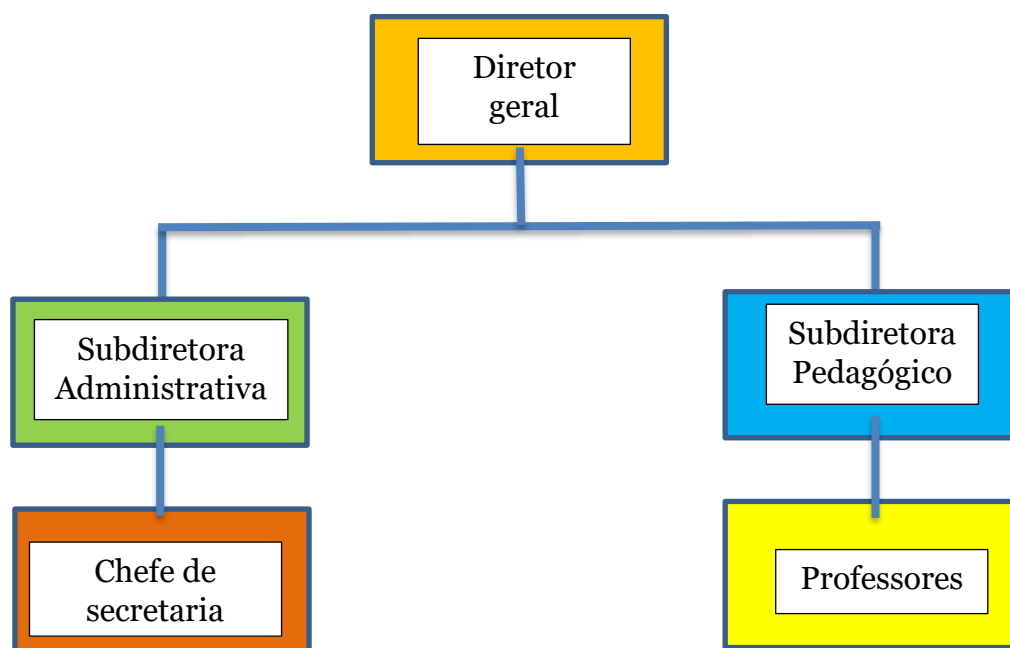 Diretor
geral
Subdiretora
Administrativa
Subdiretora
Pedagógico
Chefe de
secretaria
Professores